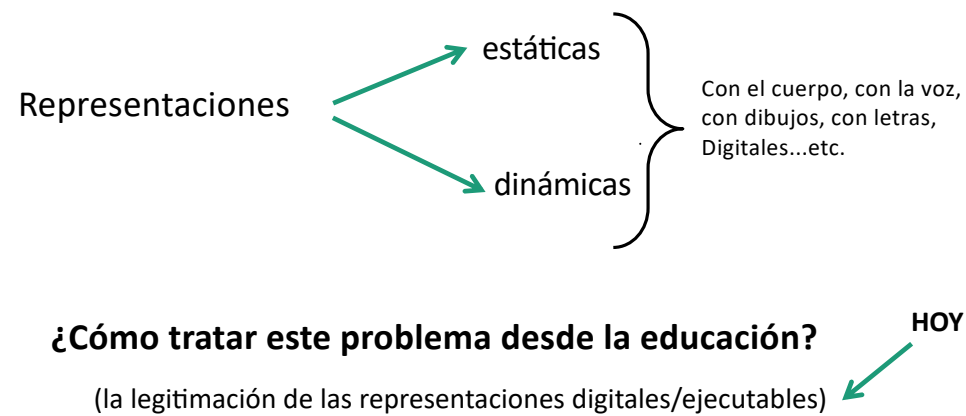 estáticas
Representaciones
dinámicas
Con el cuerpo, con la voz,
con dibujos, con letras,
Digitales...etc.
¿Cómo tratar este problema desde la educación?
HOY
(la legitimación de las representaciones digitales/ejecutables)